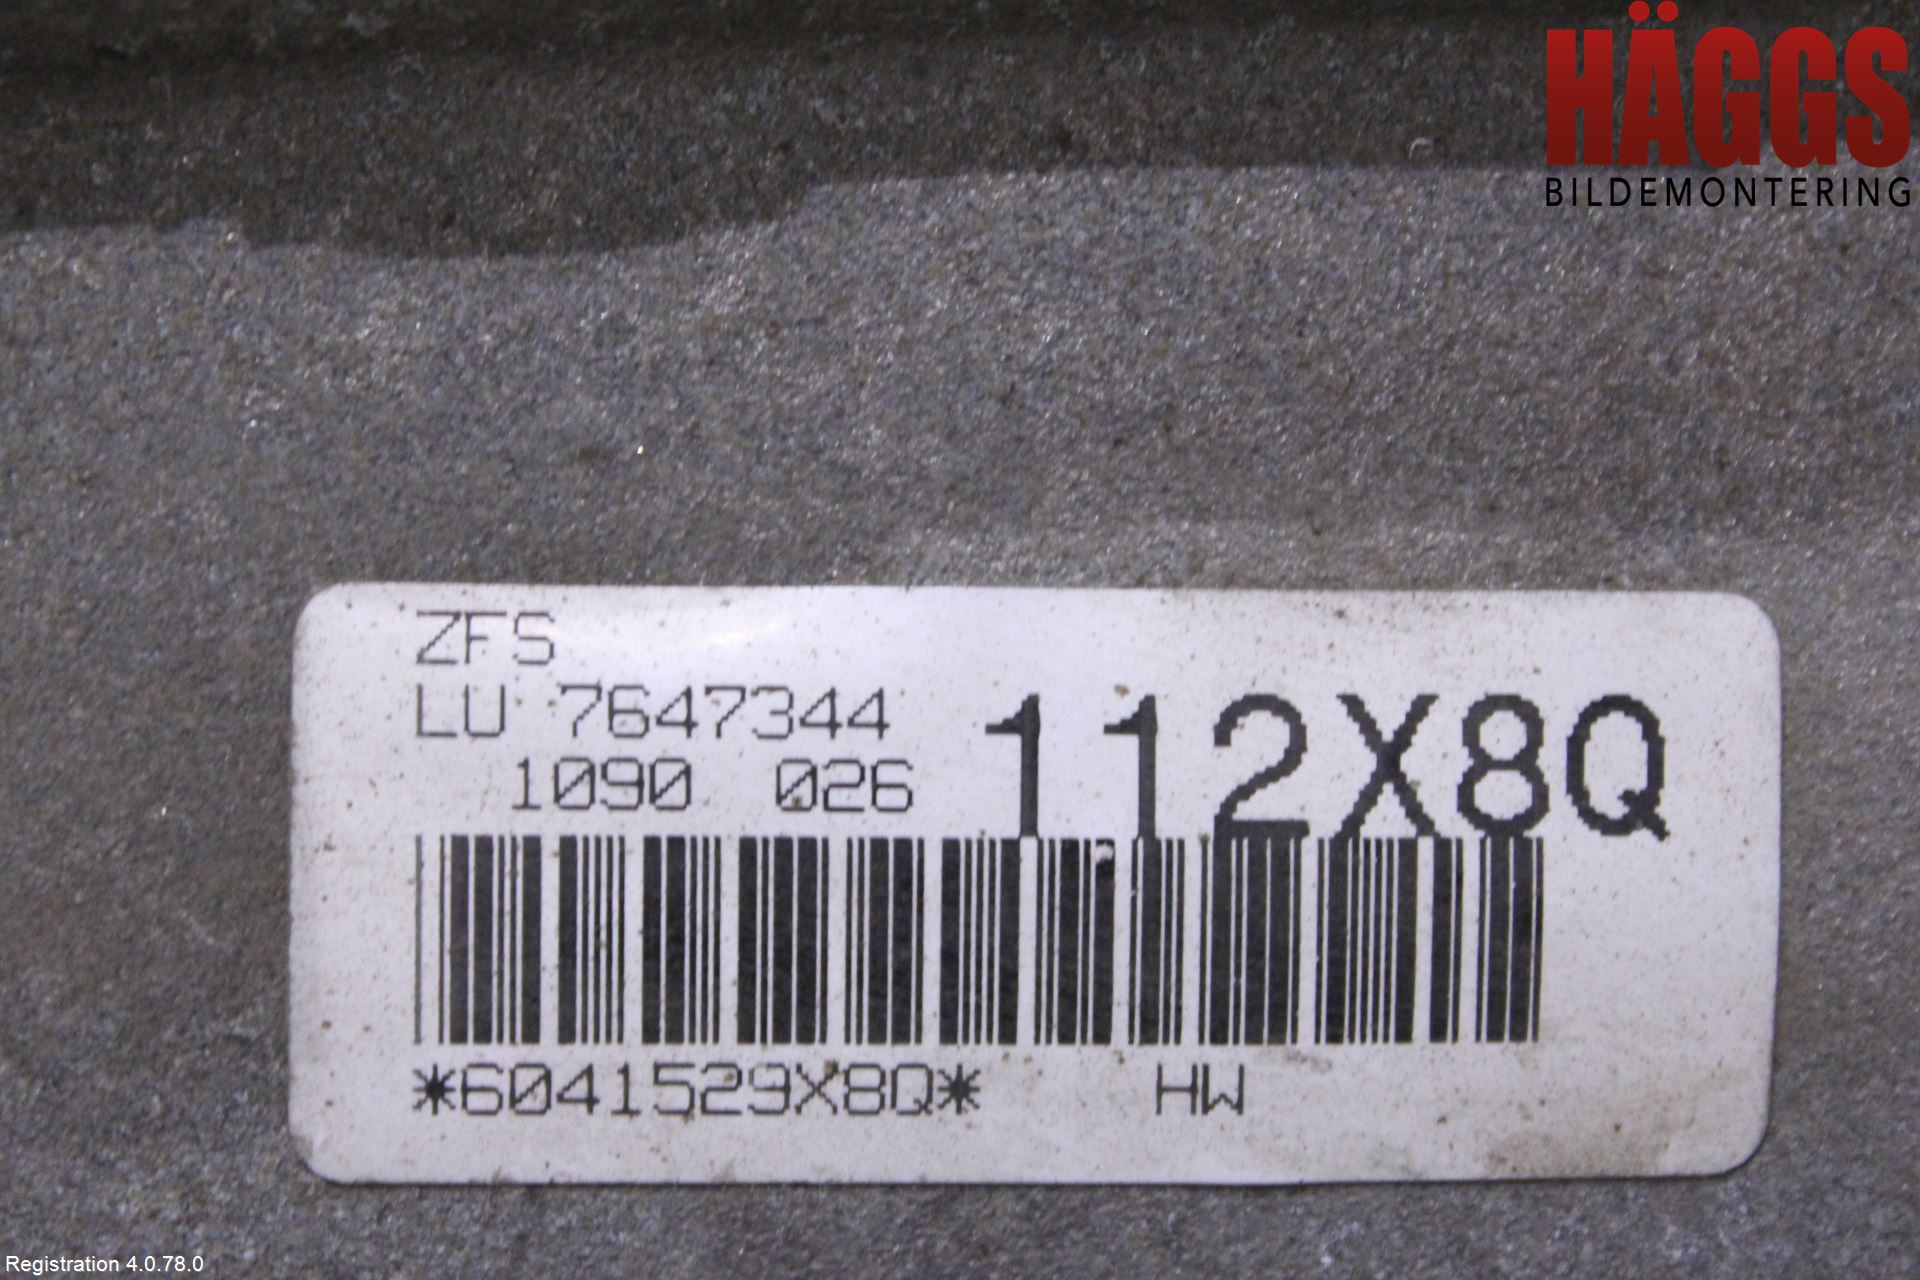 HÄGGS
BILDEMONTERING
ZFS
LU 7647344
1090 026
112X8Q
*6041529X8Q* HW
Registration 4.0.78.0